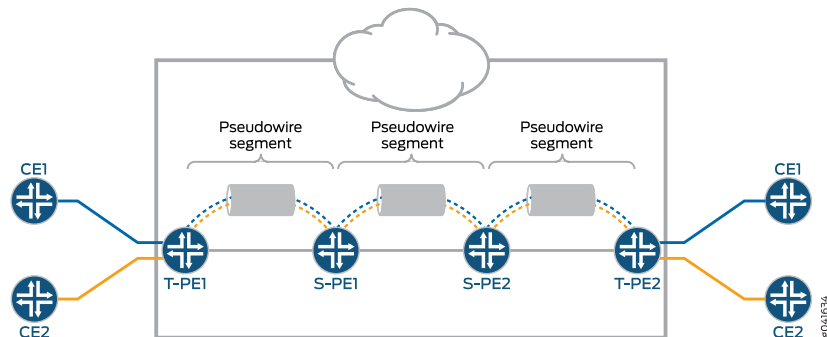 Pseudowire
segment
Pseudowire
segment
Pseudowire
segment
CE1
CE1
T-PE1
S-PE1
S-PE2
T-PE2
CE2
CE2
g041634